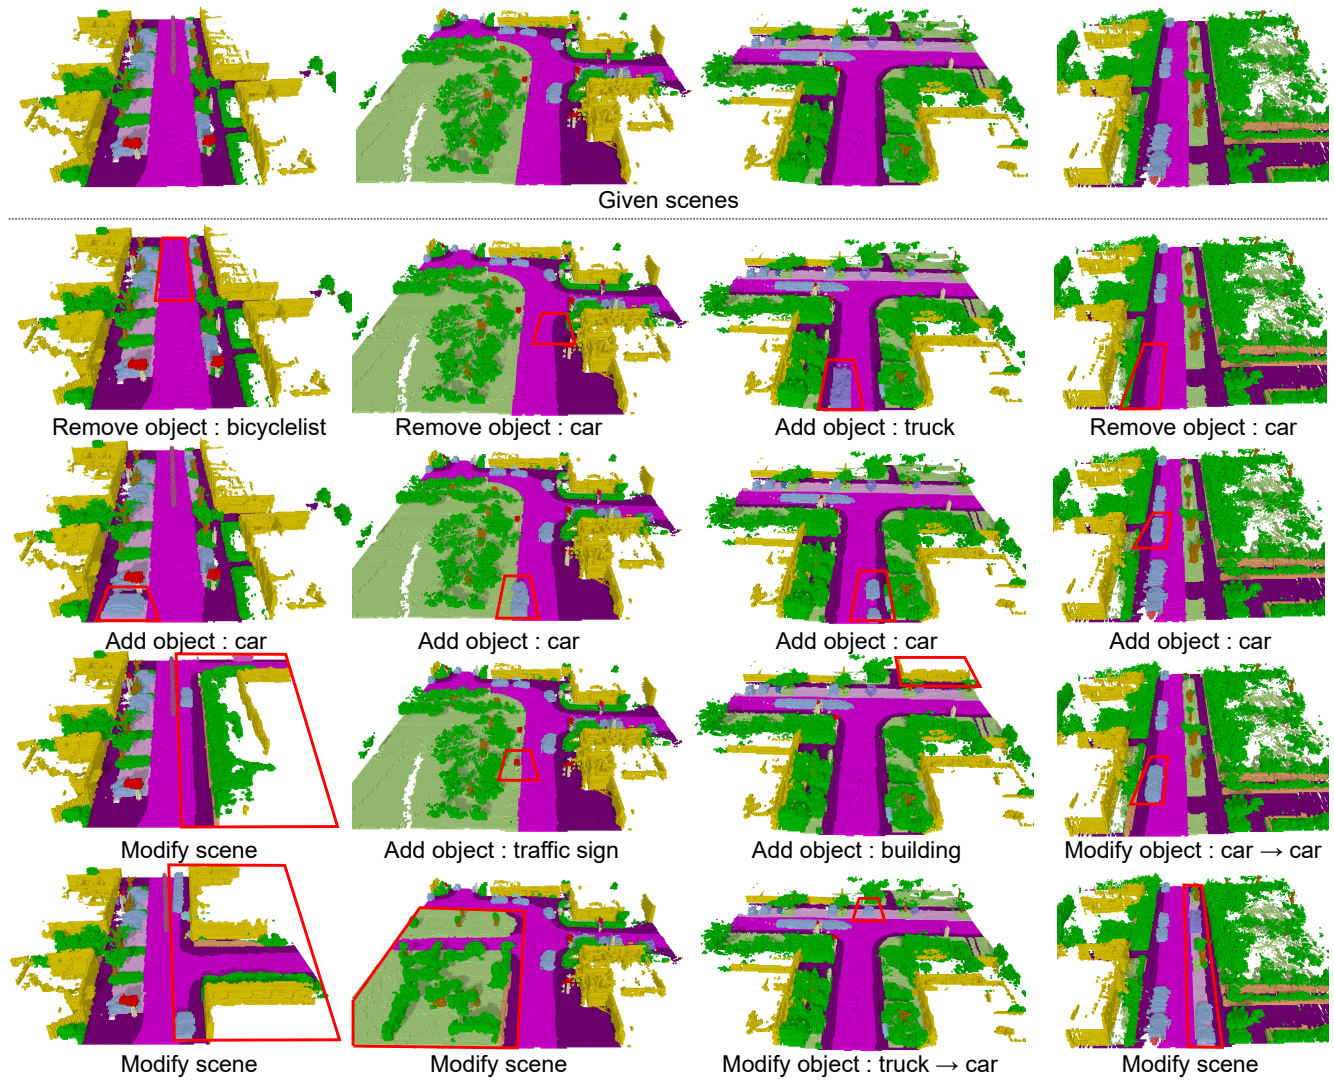 Given scenes
Remove object : bicyclelist
Remove object : car
Add object : truck
Remove object : car
Add object : car
Add object : car
Add object : car
Add object : car
Modify scene
Add object : traffic sign
Add object : building
Modify object : car → car
Modify scene
Modify scene
Modify object : truck → car
Modify scene